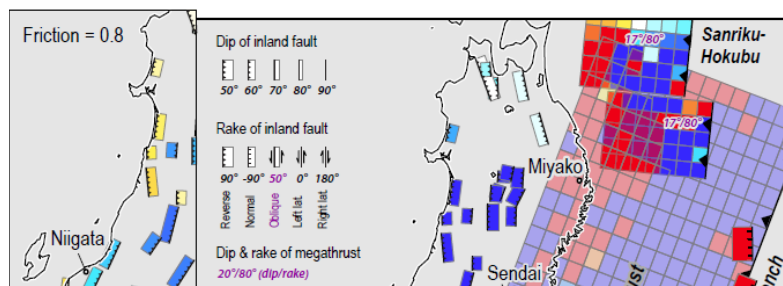 Friction = 0.8
Niigata
Dip of inland fault
50° 60° 70° 80° 90°
Rake of inland fault
90° -90° 50° 0° 180°
Reverse
Normal
Oblique
Left lat.
Right lat.
Dip & rake of megathrust
20°/80° (dip/rake)
Miyako
Sendai
17°/80°
Sanriku-
Hokubu
17°/80°
ust
ench